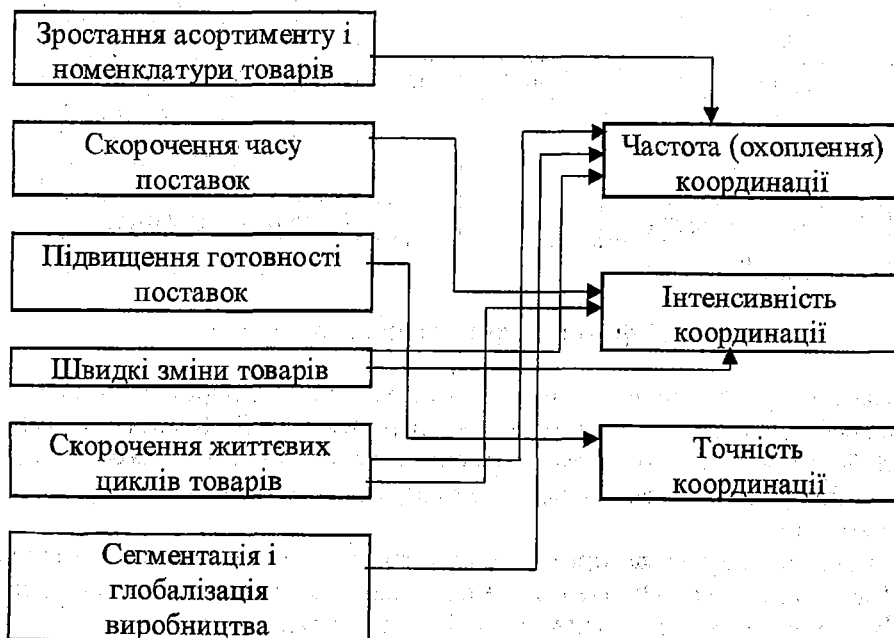 Зростання асортименту і
номенклатури товарів
Скорочення часу
поставок
Підвищення готовності
поставок
Швидкі зміни товарів
Скорочення життєвих
циклів товарів
Сегментація і
глобалізація
виробництва
Частота (охоплення)
координації
Інтенсивність
координації
Точність
координації